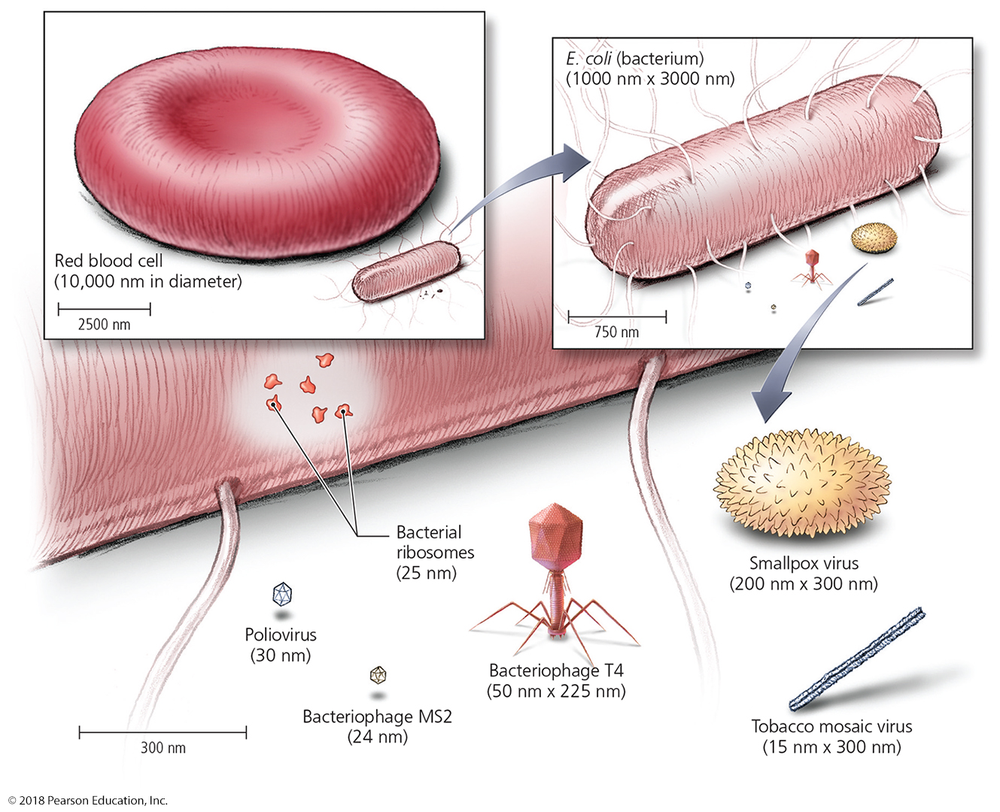 Red blood cell
(10,000 nm in diameter)
2500 nm
E. coli (bacterium)
(1000 nm x 3000 nm)
750 nm
Bacterial
ribosomes
(25 nm)
Smallpox virus
(200 nm x 300 nm)
Poliovirus
(30 nm)
Bacteriophage T4
(50 nm x 225 nm)
Bacteriophage MS2
(24 nm)
Tobacco mosaic virus
(15 nm x 300 nm)
300 nm
© 2018 Pearson Education, Inc.